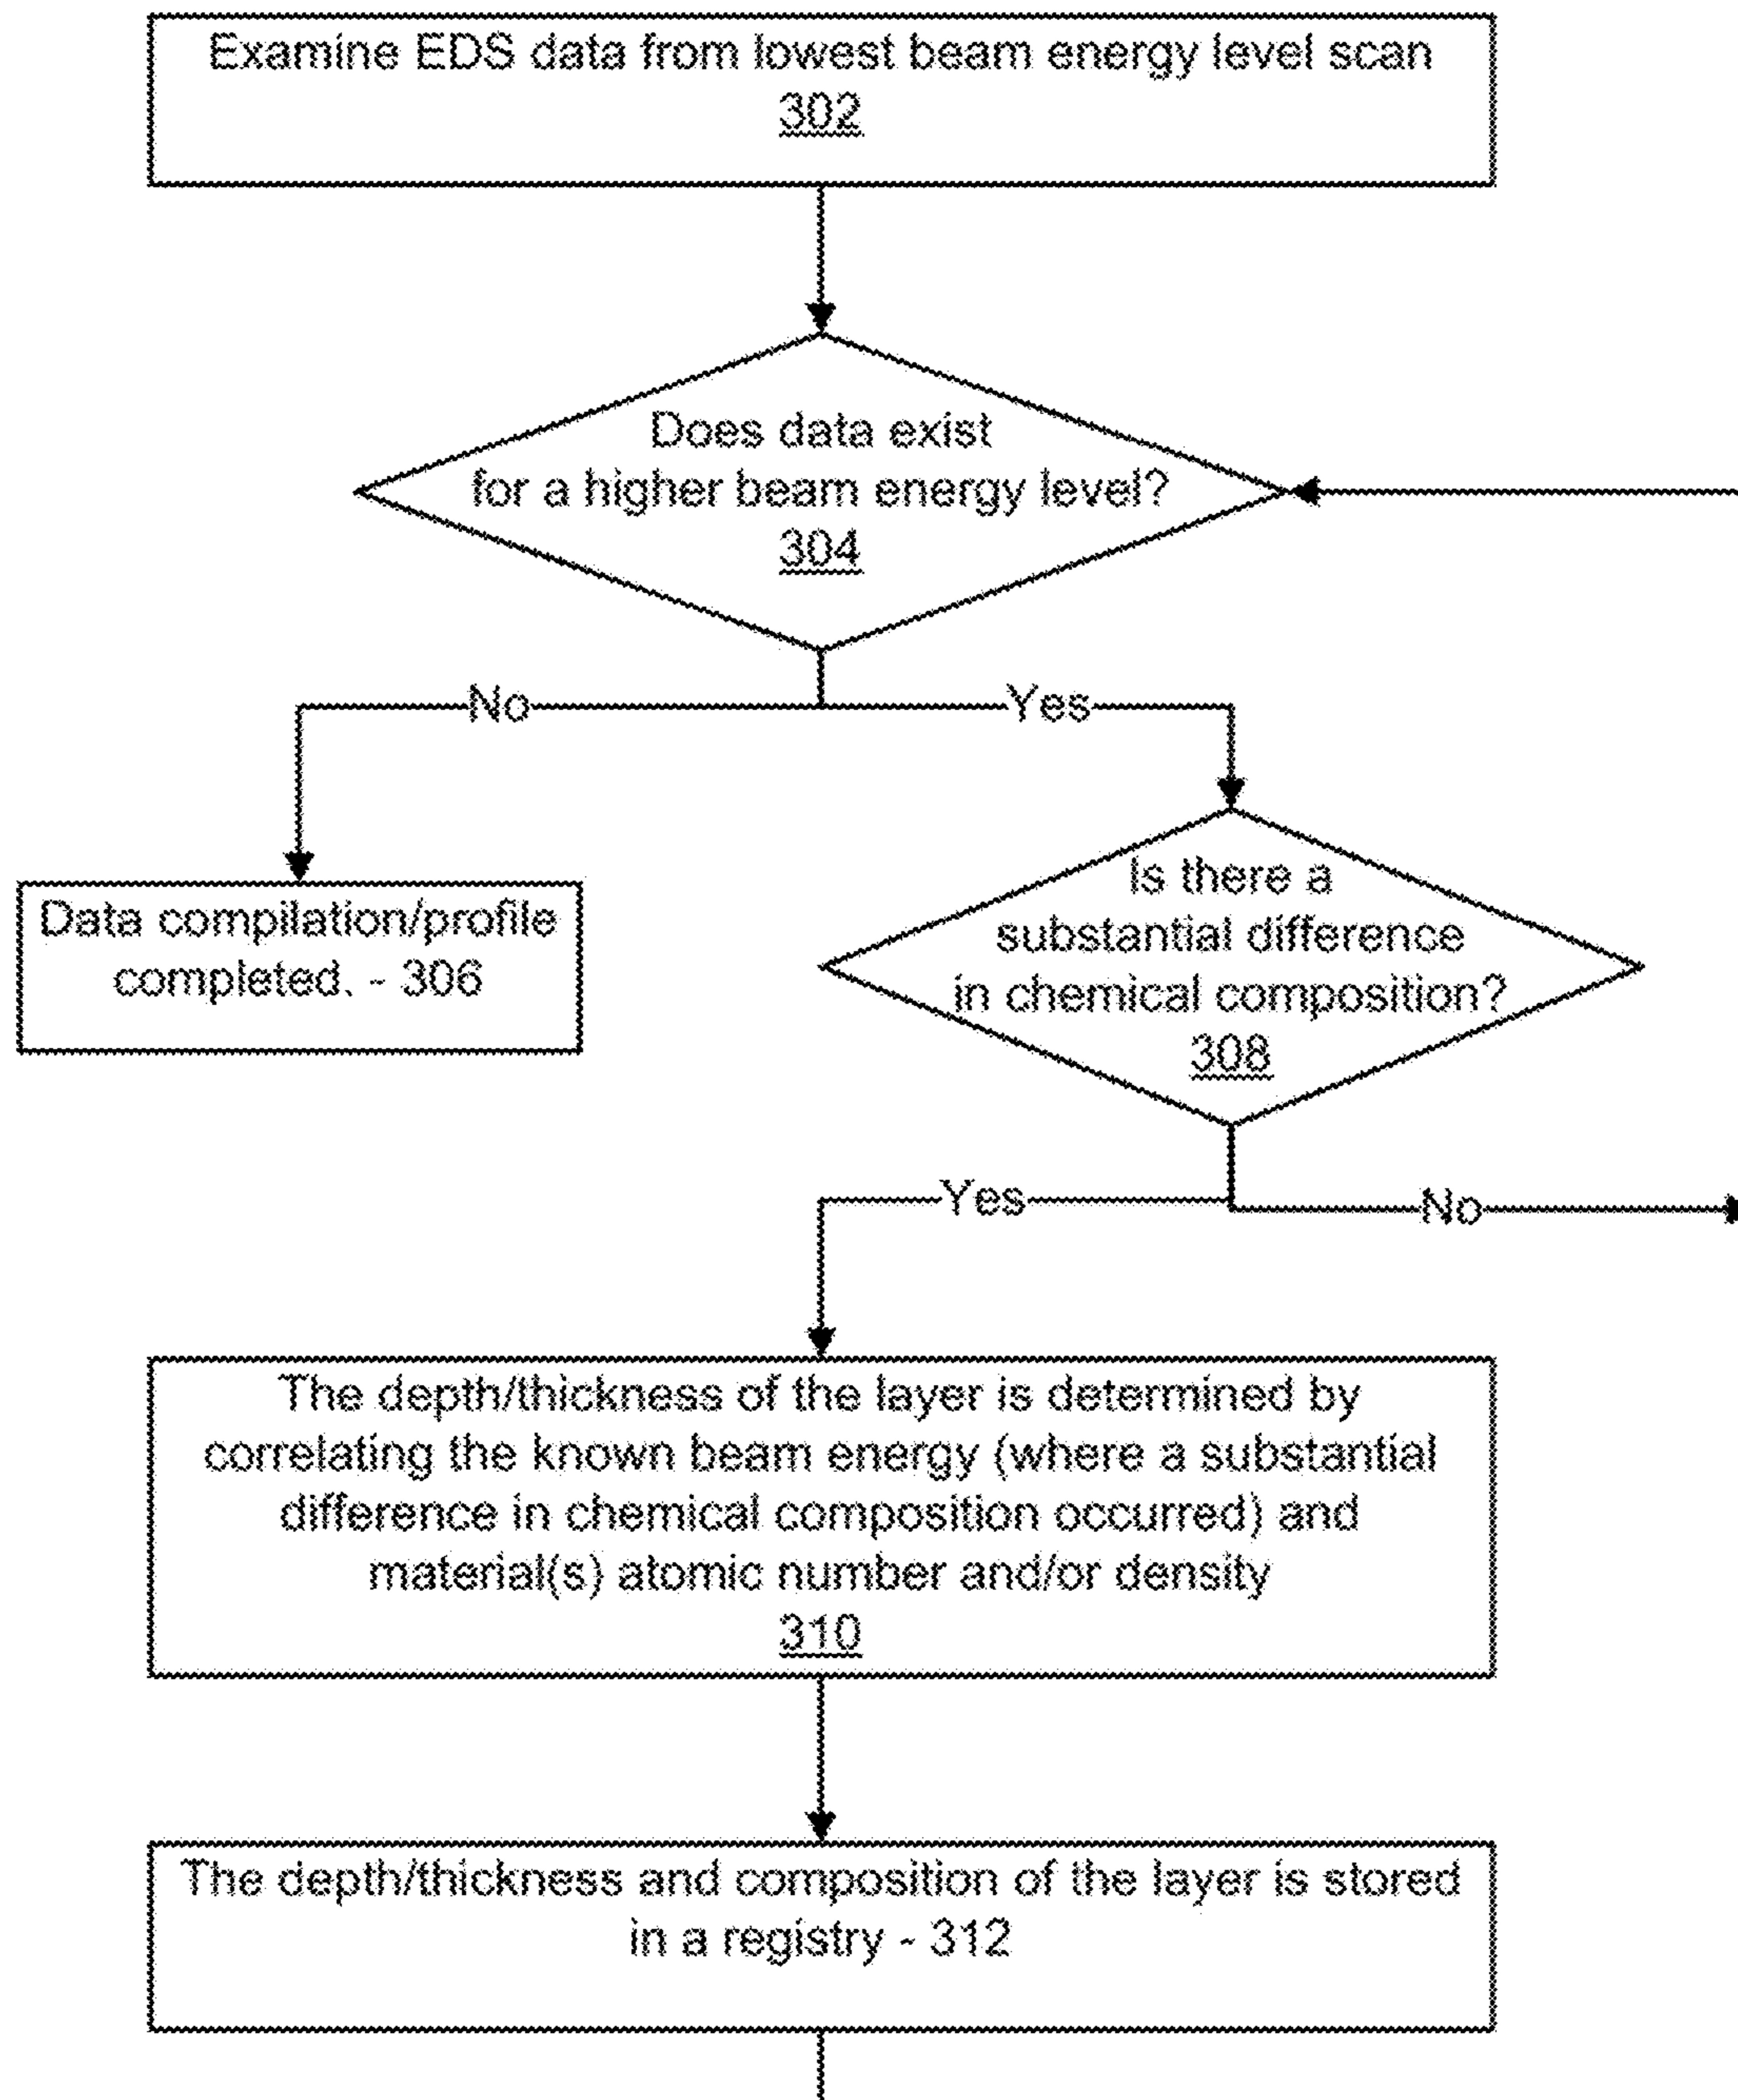 Examine EDS data from lowest beam energy level scan
302
Does data exist
for a higher beam energy level?
304
No
Yes
Data compilation/profile
completed. - 306
Is there a
substantial difference
in chemical composition?
308
Yes
No
The depth/thickness of the layer is determined by
correlating the known beam energy (where a substantial
difference in chemical composition occurred) and
material(s) atomic number and/or density
310
The depth/thickness and composition of the layer is stored
in a registry - 312